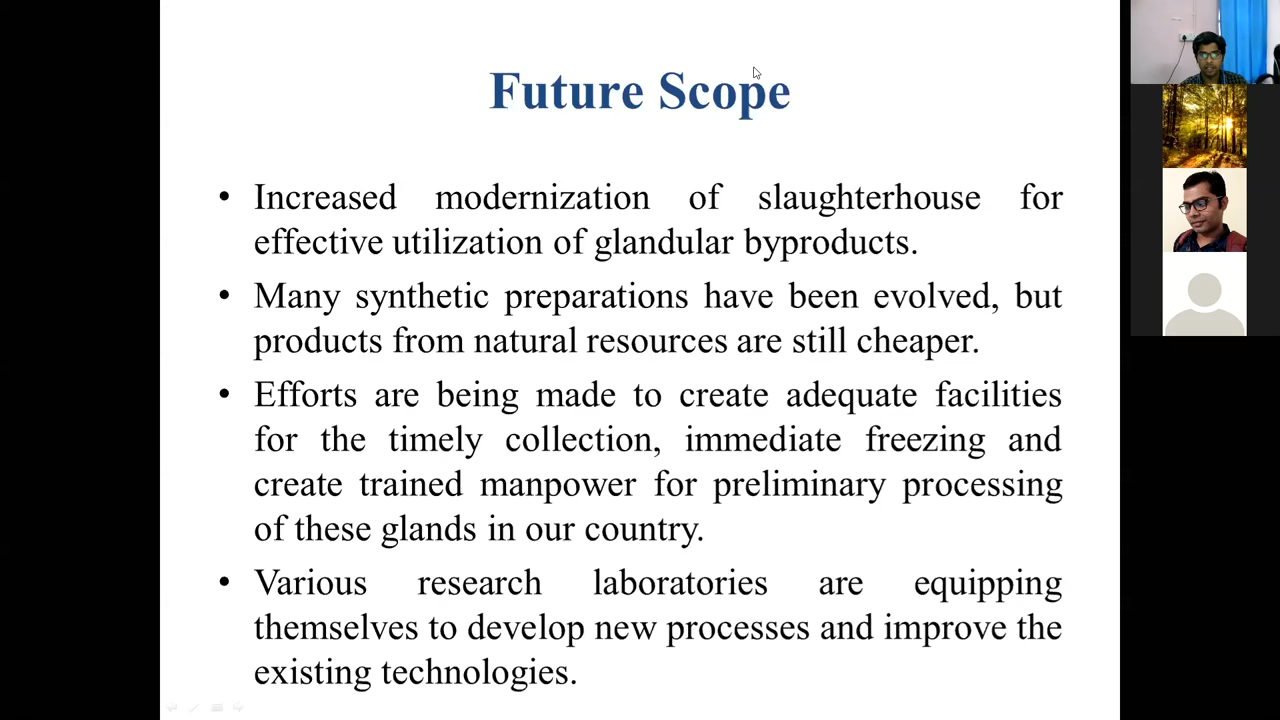 Future Scope
• Increased modernization of slaughterhouse for
effective utilization of glandular byproducts.
• Many synthetic preparations have been evolved, but
products from natural resources are still cheaper.
• Efforts are being made to create adequate facilities
for the timely collection, immediate freezing and
create trained manpower for preliminary processing
of these glands in our country.
• Various research laboratories are equipping
themselves to develop new processes and improve the
existing technologies.